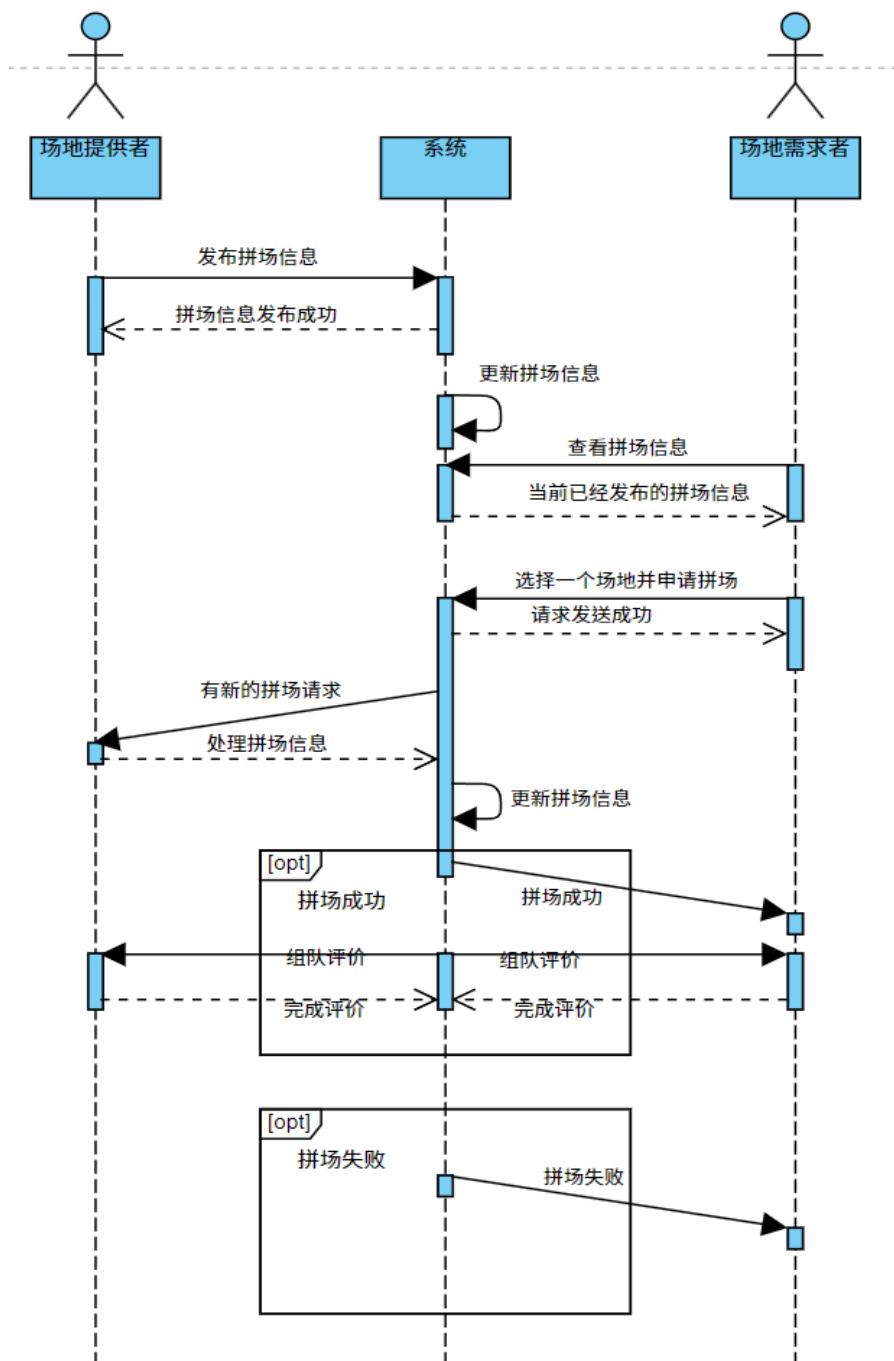 场地提供者
系统
场地需求者
发布拼场信息
拼场信息发布成功
更新拼场信息
查看拼场信息
当前已经发布的拼场信息
选择一个场地并申请拼场
请求发送成功
有新的拼场请求
处理拼场信息
更新拼场信息
[opt]
拼场成功
拼场成功
组队评价
组队评价
完成评价
完成评价
[opt]
拼场失败
拼场失败